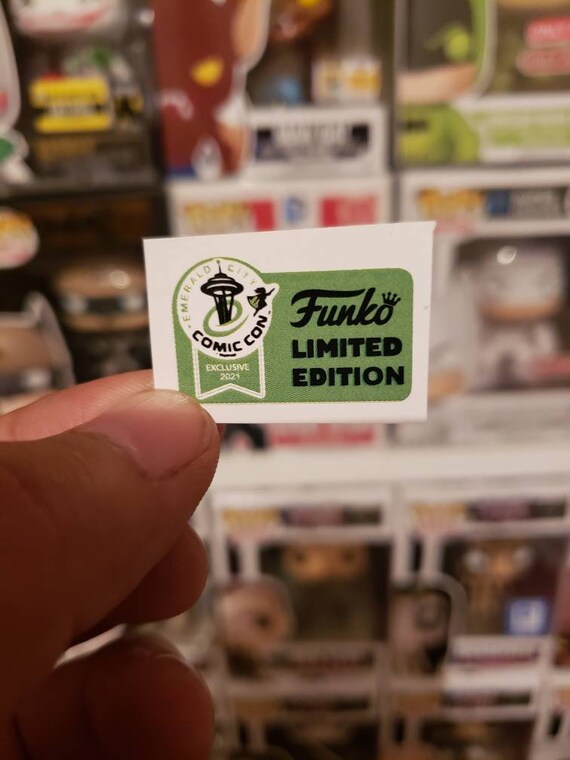 EMERALD CITY
COMIC CON
EXCLUSIVE
2021
Funko
LIMITED
EDITION